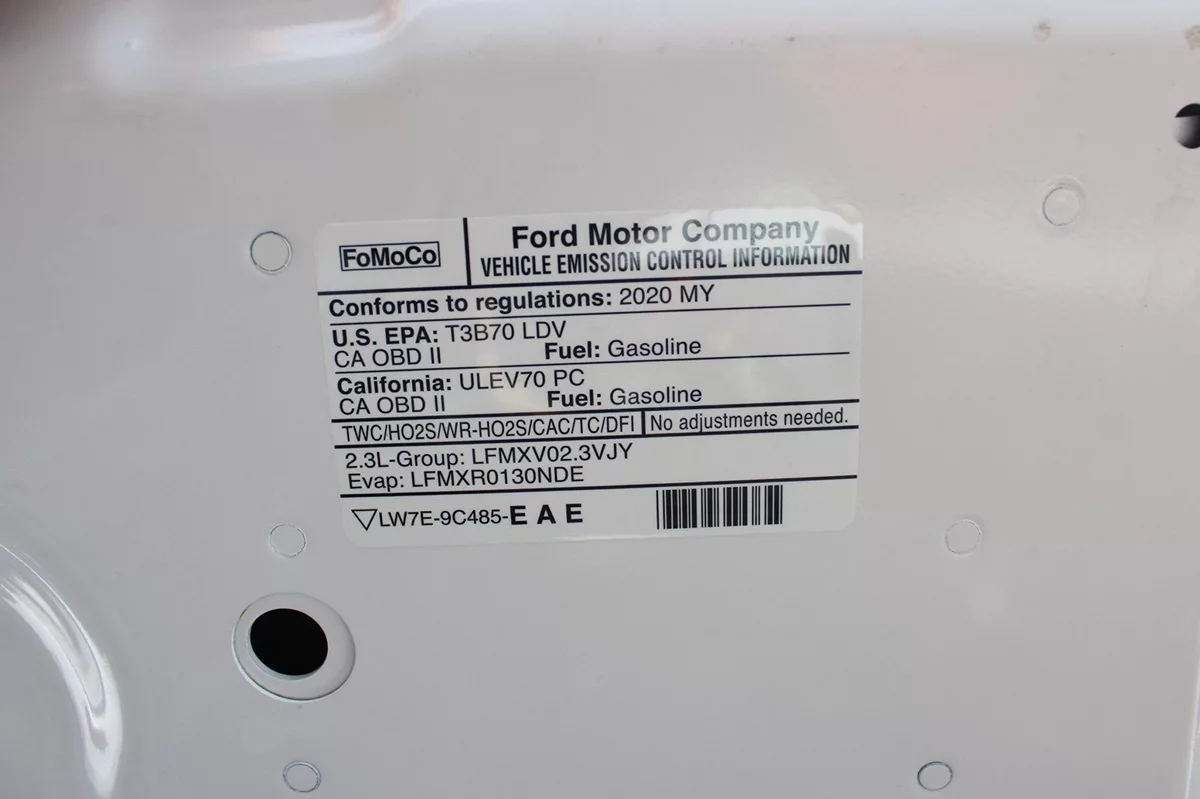 FoMoCo
Ford Motor Company
VEHICLE EMISSION CONTROL INFORMATION
Conforms to regulations: 2020 MY
U.S. EPA: T3B70 LDV
CA OBD II Fuel: Gasoline
California: ULEV70 PC
CA OBD II Fuel: Gasoline
TWC/HO2S/WR-HO2S/CAC/TC/DFI No adjustments needed.
2.3L-Group: LFMXV02.3VJY
Evap: LFMXR0130NDE
LW7E-9C485-E A E